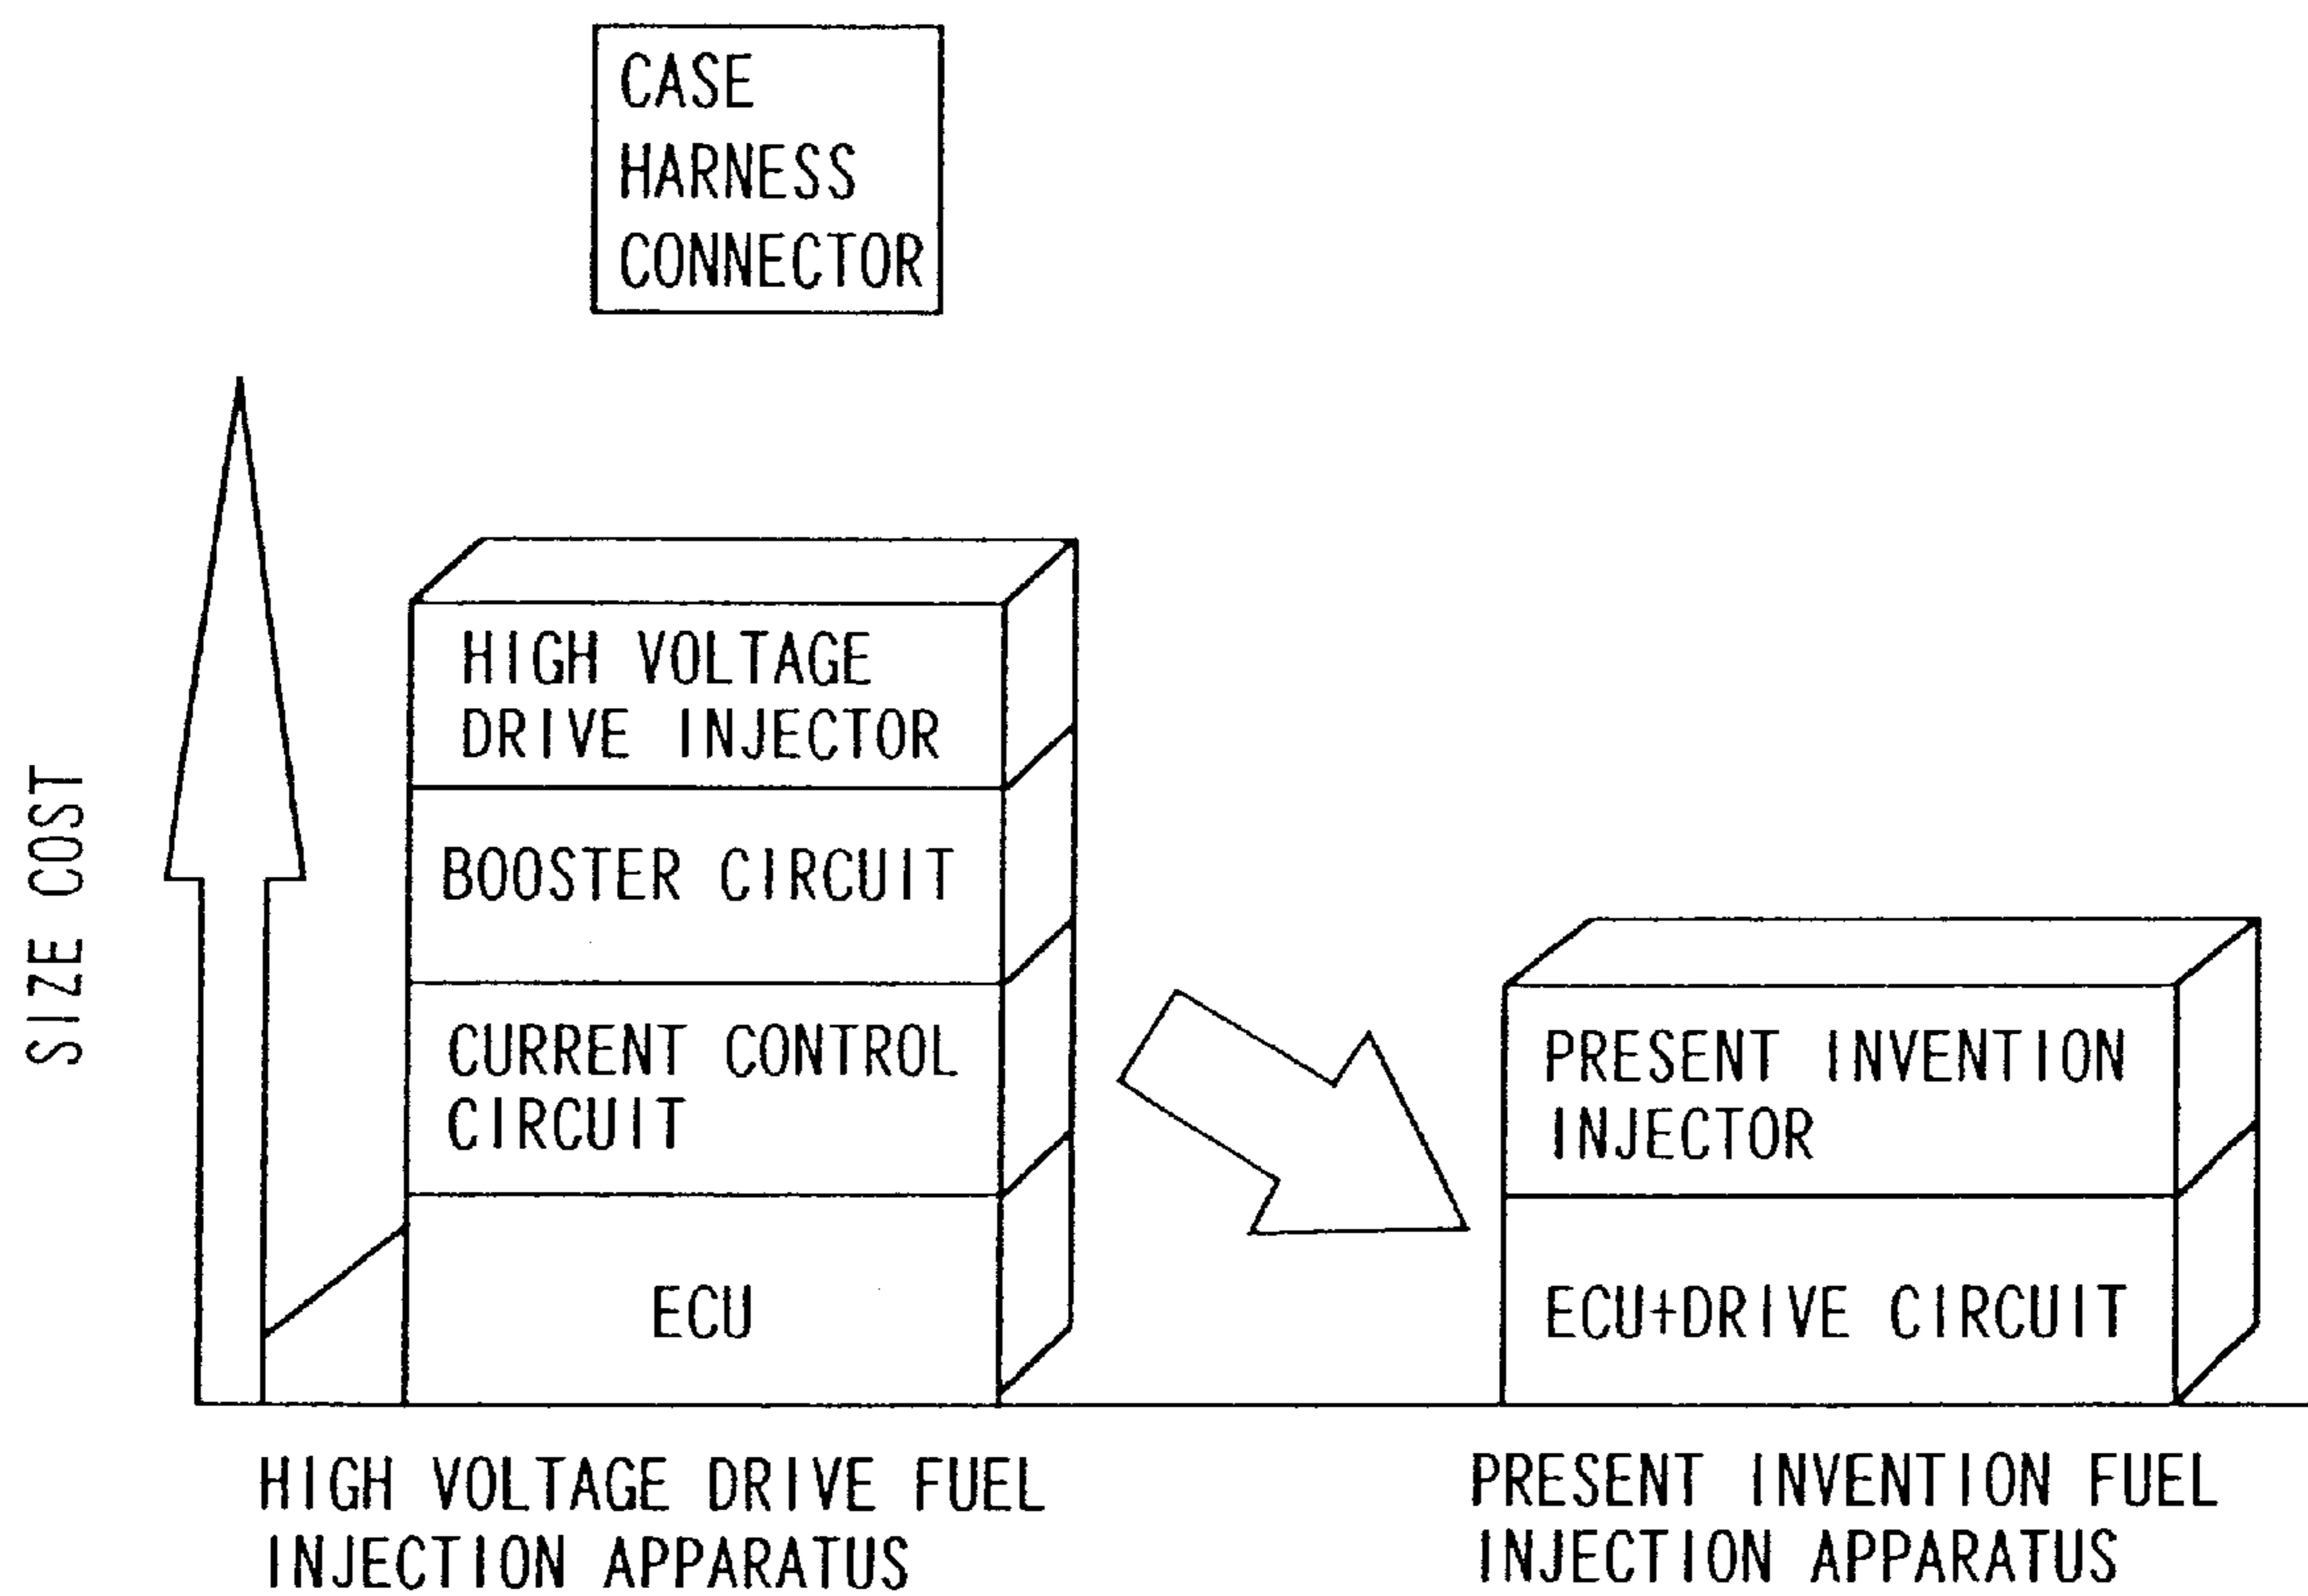 CASE
HARNESS
CONNECTOR
SIZE COST
HIGH VOLTAGE
DRIVE INJECTOR
BOOSTER CIRCUIT
CURRENT CONTROL
CIRCUIT
ECU
PRESENT INVENTION
INJECTOR
ECU+DRIVE CIRCUIT
HIGH VOLTAGE DRIVE FUEL
INJECTION APPARATUS
PRESENT INVENTION FUEL
INJECTION APPARATUS